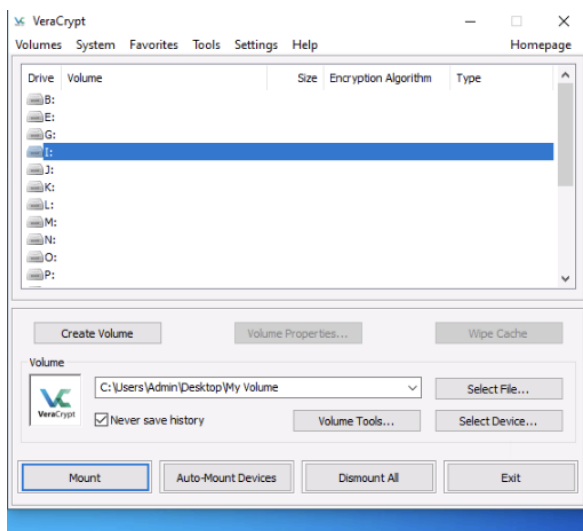 VeraCrypt
Volumes System Favorites Tools Settings Help Homepage
Drive Volume Size Encryption Algorithm Type
B:
E:
G:
I:
J:
K:
L:
M:
N:
O:
P:
Create Volume Volume Properties... Wipe Cache
Volume
C:\Users\Admin\Desktop\My Volume Select File...
VeraCrypt
Never save history Volume Tools... Select Device...
Mount Auto-Mount Devices Dismount All Exit